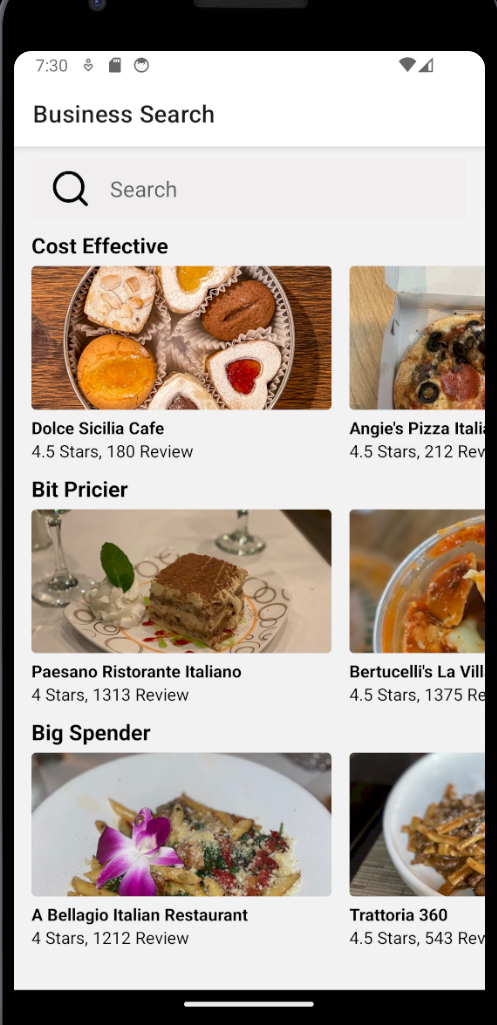 7:30
Business Search
Search
Cost Effective
Dolce Sicilia Cafe
4.5 Stars, 180 Review
Angie's Pizza Itali
4.5 Stars, 212 Rev
Bit Pricier
Paesano Ristorante Italiano
4 Stars, 1313 Review
Bertucelli's La Vill
4.5 Stars, 1375 Re
Big Spender
A Bellagio Italian Restaurant
4 Stars, 1212 Review
Trattoria 360
4.5 Stars, 543 Rev